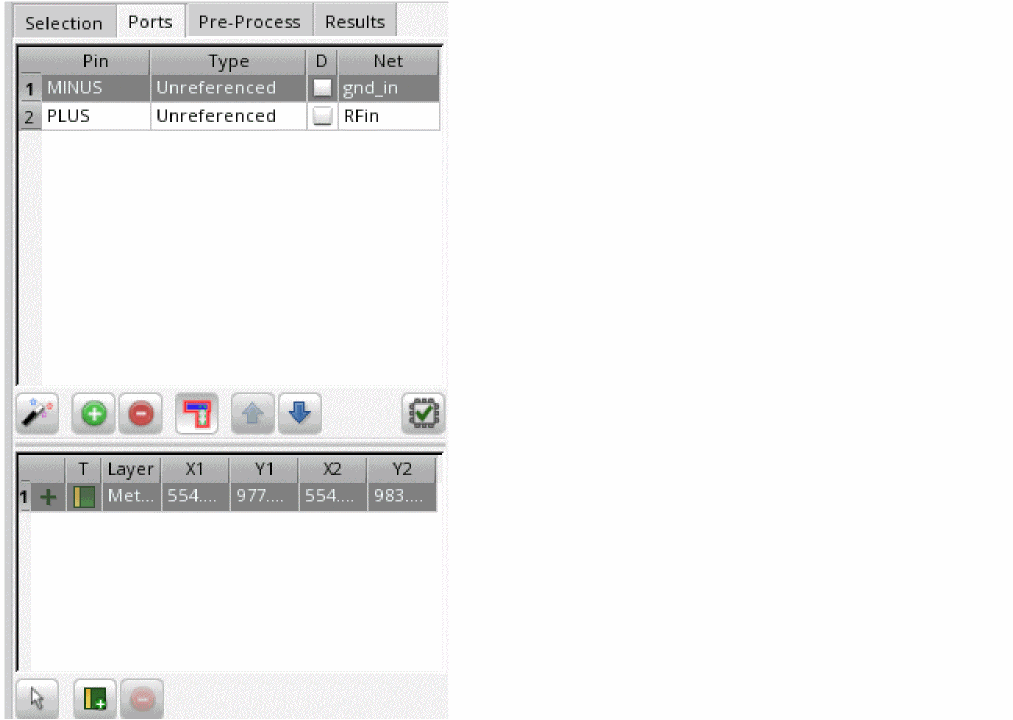 Selection Ports Pre-Process Results
Pin Type D Net
1 MINUS Unreferenced gnd_in
2 PLUS Unreferenced RFin
T Layer X1 Y1 X2 Y2
1 Met... 554.... 977.... 554.... 983....